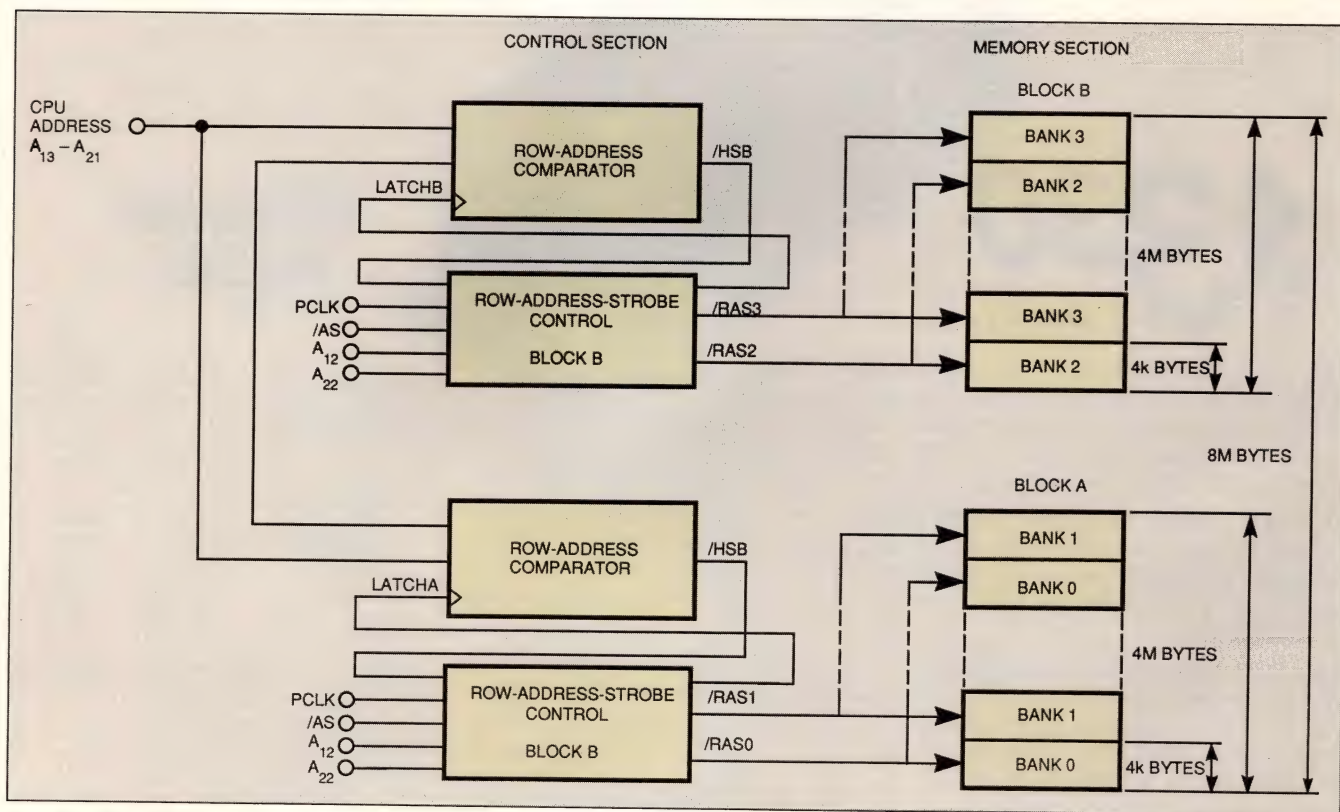 CONTROL SECTION
MEMORY SECTION
BLOCK B
CPU
ADDRESS
A13 – A21
ROW-ADDRESS
COMPARATOR
/HSB
LATCHB
BANK 3
BANK 2
4M BYTES
ROW-ADDRESS-STROBE
CONTROL
BLOCK B
PCLK
/AS
A12
A22
/RAS3
/RAS2
BANK 3
BANK 2
4k BYTES
8M BYTES
BLOCK A
ROW-ADDRESS
COMPARATOR
/HSB
LATCHA
BANK 1
BANK 0
4M BYTES
ROW-ADDRESS-STROBE
CONTROL
BLOCK B
PCLK
/AS
A12
A22
/RAS1
/RAS0
BANK 1
BANK 0
4k BYTES